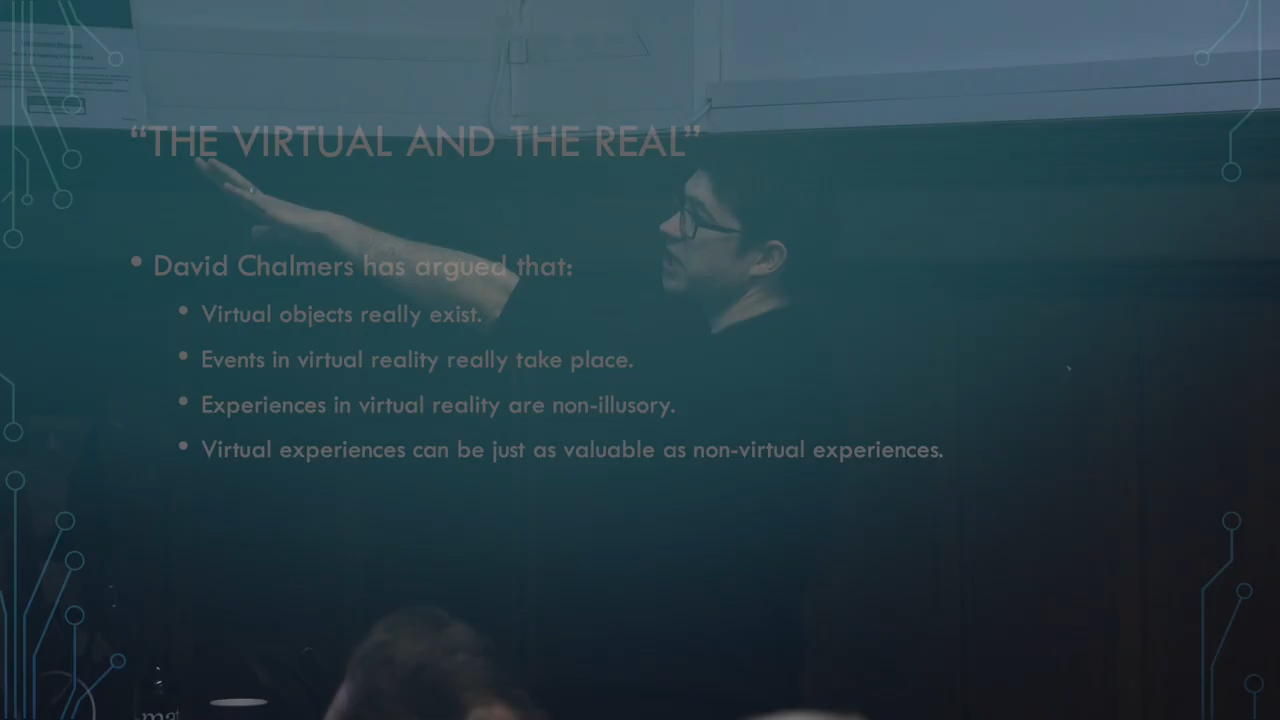 “THE VIRTUAL AND THE REAL”
• David Chalmers has argued that:
• Virtual objects really exist.
• Events in virtual reality really take place.
• Experiences in virtual reality are non-illusory.
• Virtual experiences can be just as valuable as non-virtual experiences.